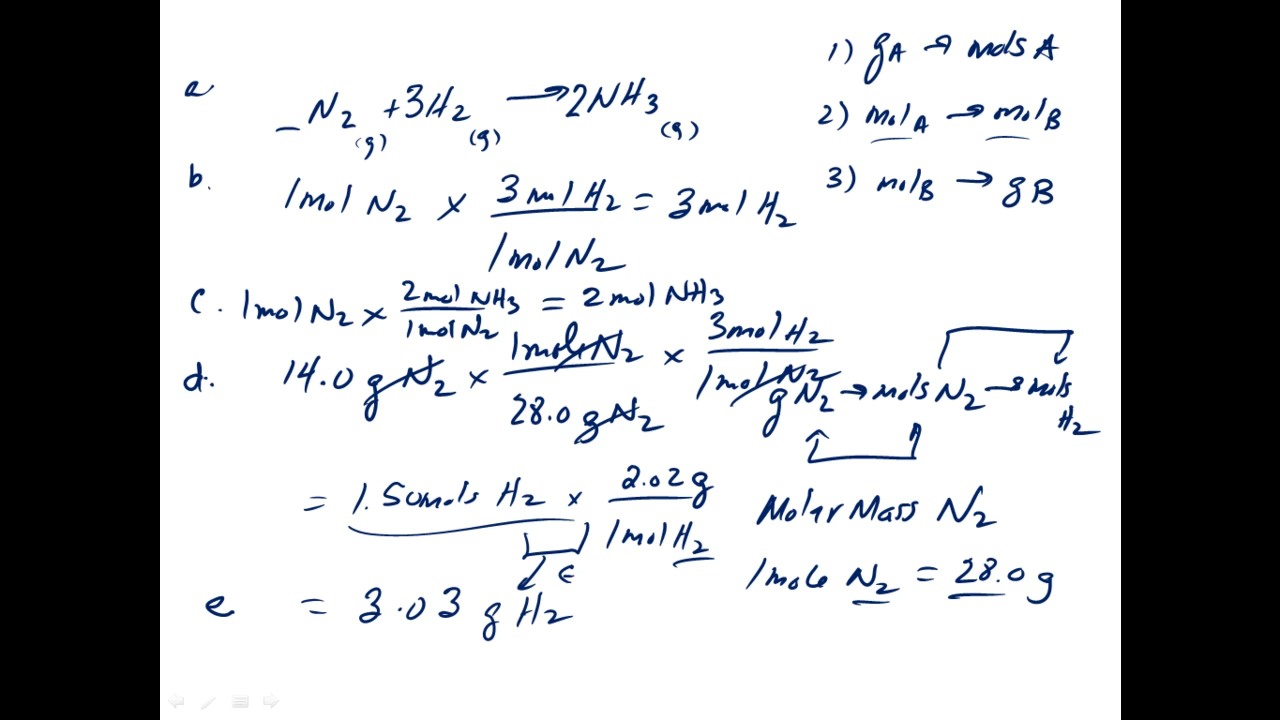 a _N₂(g) + 3H₂(g) → 2NH₃(g)
b. 1mol N₂ × 3mol H₂ / 1mol N₂ = 3mol H₂
c. 1mol N₂ × 2mol NH₃ / 1mol N₂ = 2mol NH₃
d. 14.0 g N₂ × 1mole N₂ / 28.0 g N₂ × 3mol H₂ / 1mol N₂
= 1.50mols H₂ × 2.02g / 1mol H₂
e = 3.03 g H₂
1) gA → mols A
2) molA → molB
3) molB → gB
g N₂ → mols N₂ → mols H₂
Molar Mass N₂
1mole N₂ = 28.0 g